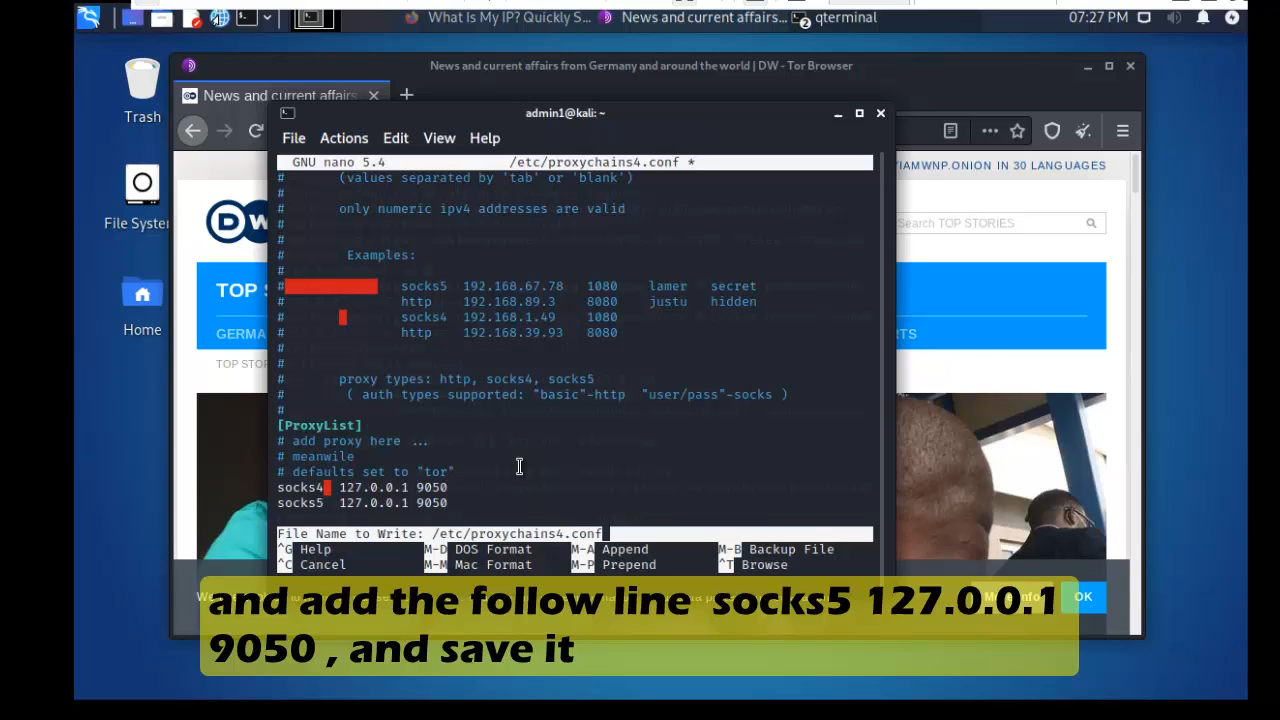 What Is My IP? Quickly S...
News and current affairs...
qterminal
07:27 PM
News and current affairs from Germany and around the world | DW - Tor Browser
Trash
News and current affairs
admin1@kali: ~
File Actions Edit View Help
IAMWNP.ONION IN 30 LANGUAGES
GNU nano 5.4 /etc/proxychains4.conf *
# (values separated by 'tab' or 'blank')
#
# only numeric ipv4 addresses are valid
#
#
# Examples:
#
# socks5 192.168.67.78 1080 lamer secret
# http 192.168.89.3 8080 justu hidden
# socks4 192.168.1.49 1080
# http 192.168.39.93 8080
#
#
# proxy types: http, socks4, socks5
# ( auth types supported: "basic"-http "user/pass"-socks )
#
[ProxyList]
# add proxy here ...
# meanwile
# defaults set to "tor"
socks4 127.0.0.1 9050
socks5 127.0.0.1 9050
File Name to Write: /etc/proxychains4.conf
^G Help M-D DOS Format M-A Append M-B Backup File
^C Cancel M-M Mac Format M-P Prepend ^T Browse
File System
Home
DW
Search TOP STORIES
TOP S
GERMA
RTS
TOP STOR
OK
and add the follow line socks5 127.0.0.1
9050 , and save it